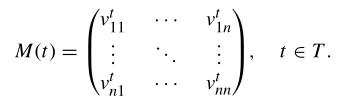 M(t) = \begin{pmatrix} v_{11}^t & \cdots & v_{1n}^t \\ \vdots & \ddots & \vdots \\ v_{n1}^t & \cdots & v_{nn}^t \end{pmatrix}, \quad t \in T.